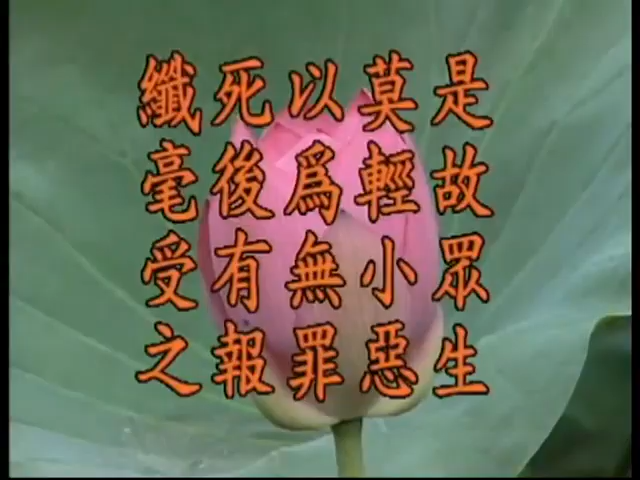 是故眾生
莫輕小惡
以為無罪
死後有報
纖毫受之